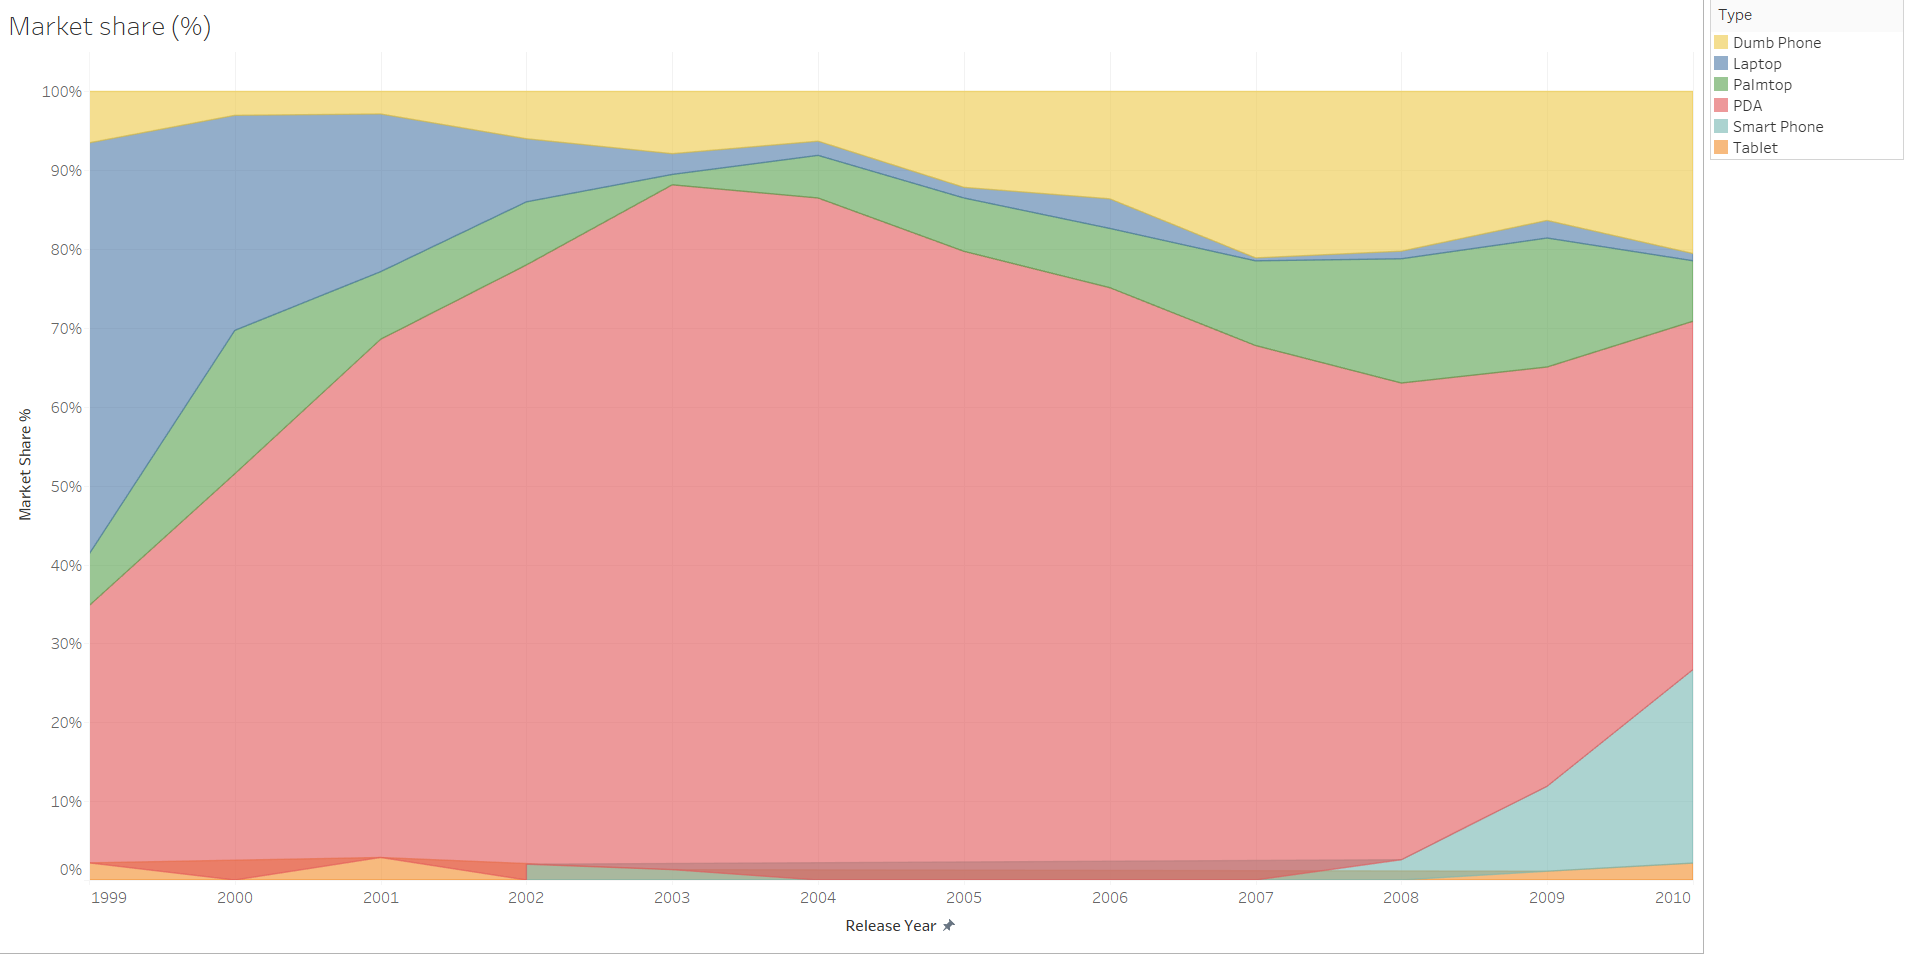 Market share (%)
Type
Dumb Phone
Laptop
Palmtop
PDA
Smart Phone
Tablet
Market Share %
100%
90%
80%
70%
60%
50%
40%
30%
20%
10%
0%
1999 2000 2001 2002 2003 2004 2005 2006 2007 2008 2009 2010
Release Year